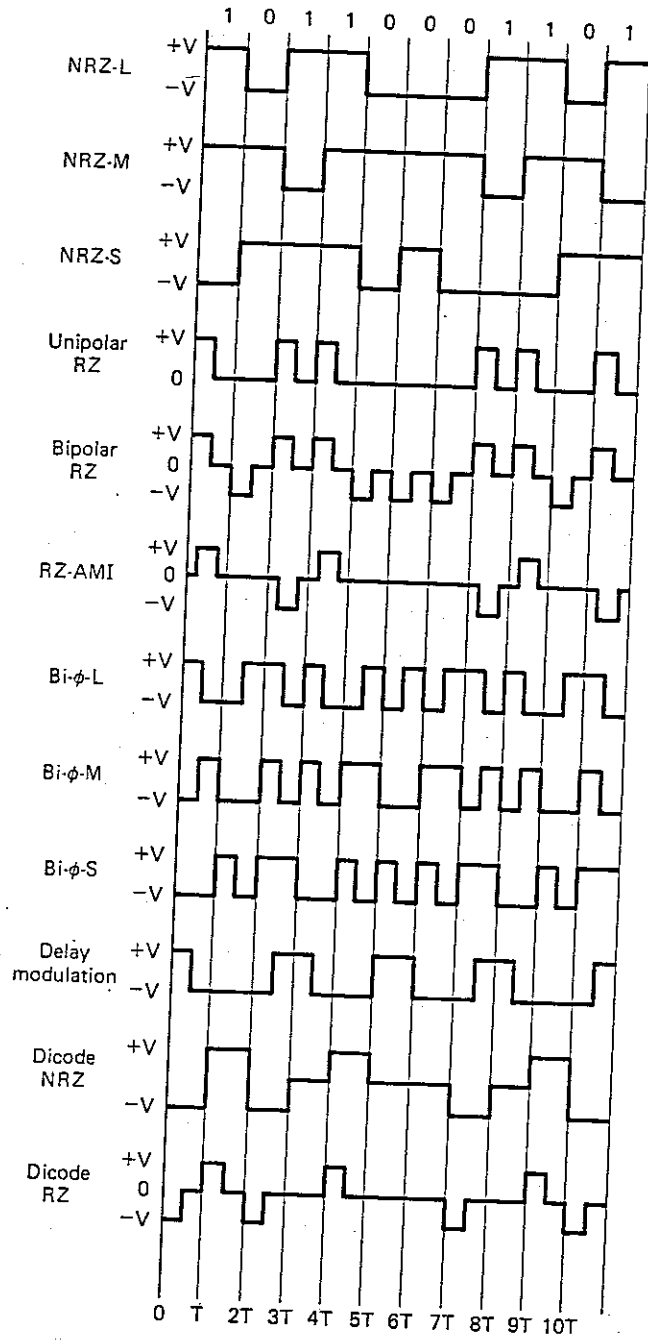 1 0 1 1 0 0 0 1 1 0 1
+V
NRZ-L
−V
+V
NRZ-M
−V
+V
NRZ-S
−V
+V
Unipolar
RZ
0
+V
Bipolar
RZ
0
−V
+V
RZ-AMI
0
−V
+V
Bi-ϕ-L
−V
+V
Bi-ϕ-M
−V
+V
Bi-ϕ-S
−V
+V
Delay
modulation
−V
+V
Dicode
NRZ
−V
+V
Dicode
RZ
0
−V
0 T 2T 3T 4T 5T 6T 7T 8T 9T 10T